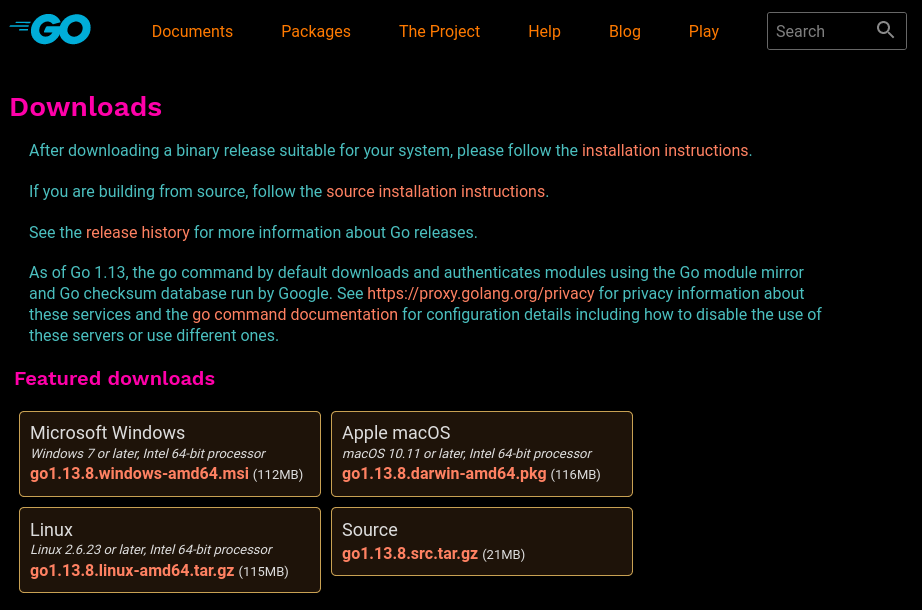 GO
Documents Packages The Project Help Blog Play Search
Downloads
After downloading a binary release suitable for your system, please follow the installation instructions.
If you are building from source, follow the source installation instructions.
See the release history for more information about Go releases.
As of Go 1.13, the go command by default downloads and authenticates modules using the Go module mirror
and Go checksum database run by Google. See https://proxy.golang.org/privacy for privacy information about
these services and the go command documentation for configuration details including how to disable the use of
these servers or use different ones.
Featured downloads
Microsoft Windows
Windows 7 or later, Intel 64-bit processor
go1.13.8.windows-amd64.msi (112MB)
Apple macOS
macOS 10.11 or later, Intel 64-bit processor
go1.13.8.darwin-amd64.pkg (116MB)
Linux
Linux 2.6.23 or later, Intel 64-bit processor
go1.13.8.linux-amd64.tar.gz (115MB)
Source
go1.13.8.src.tar.gz (21MB)